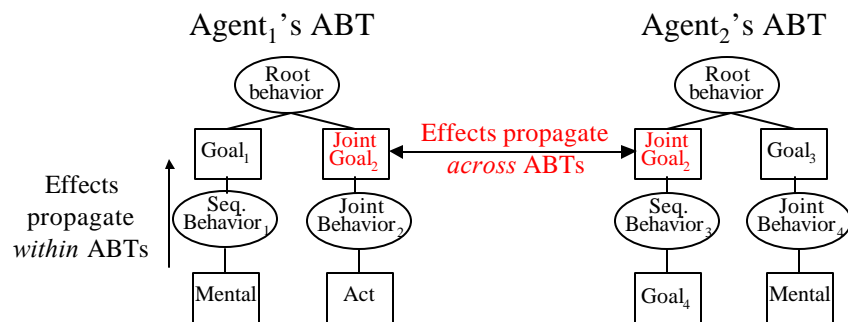 Agent₁'s ABT
Agent₂'s ABT
Root
behavior
Root
behavior
Goal₁
Joint
Goal₂
Effects propagate
across ABTs
Joint
Goal₂
Goal₃
Effects
propagate
within ABTs
Seq.
Behavior₁
Joint
Behavior₂
Seq.
Behavior₃
Joint
Behavior₄
Mental
Act
Goal₄
Mental